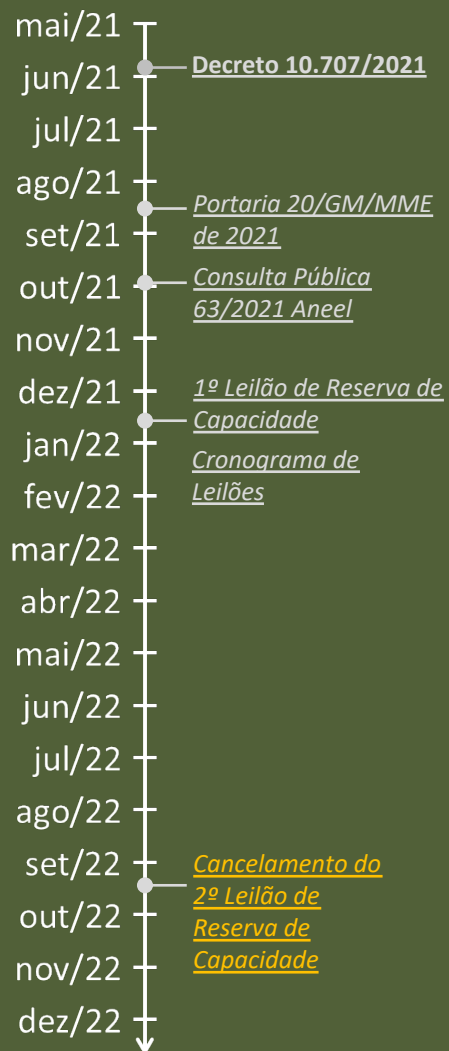 mai/21
Decreto 10.707/2021
jun/21
jul/21
ago/21
Portaria 20/GM/MME
de 2021
set/21
Consulta Pública
63/2021 Aneel
out/21
nov/21
dez/21
1º Leilão de Reserva de
Capacidade
jan/22
Cronograma de
Leilões
fev/22
mar/22
abr/22
mai/22
jun/22
jul/22
ago/22
set/22
Cancelamento do
2º Leilão de
Reserva de
Capacidade
out/22
nov/22
dez/22